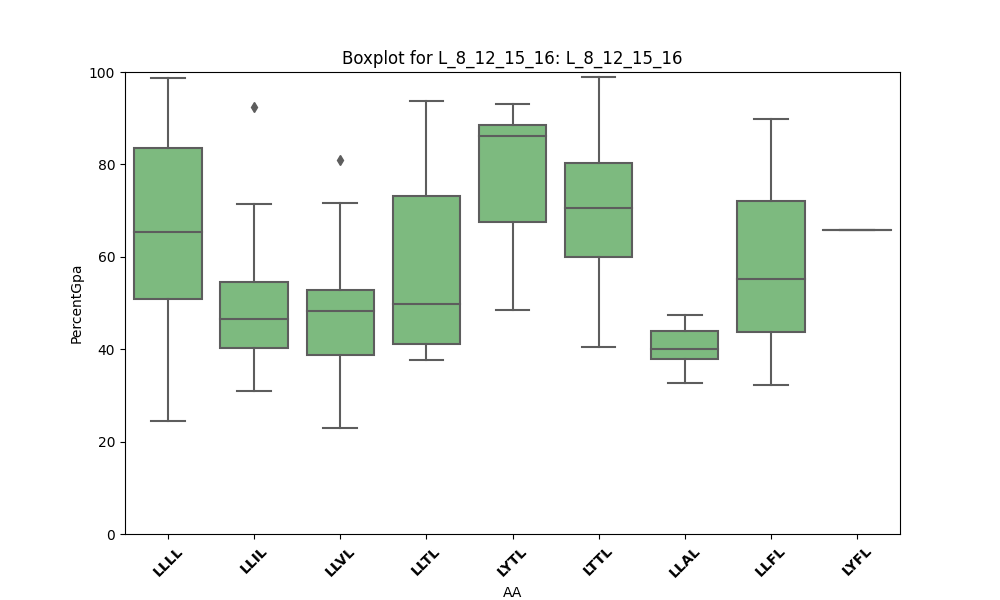 Boxplot for L_8_12_15_16: L_8_12_15_16
PercentGpa
100
80
60
40
20
0
LLLL
LLIL
LLVL
LLTL
LYTL
LTTL
LLAL
LLFL
LYFL
AA